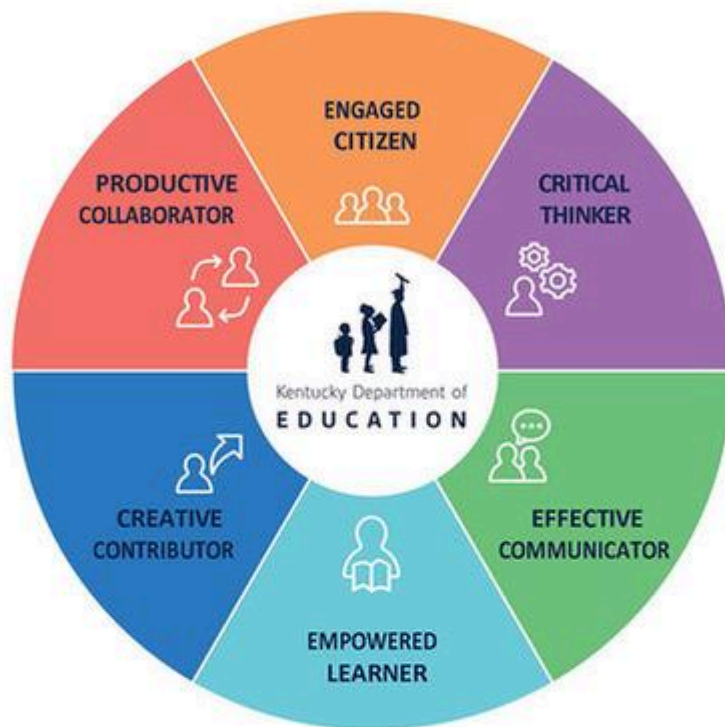 ENGAGED
CITIZEN
CRITICAL
THINKER
EFFECTIVE
COMMUNICATOR
EMPOWERED
LEARNER
CREATIVE
CONTRIBUTOR
PRODUCTIVE
COLLABORATOR
Kentucky Department of
EDUCATION